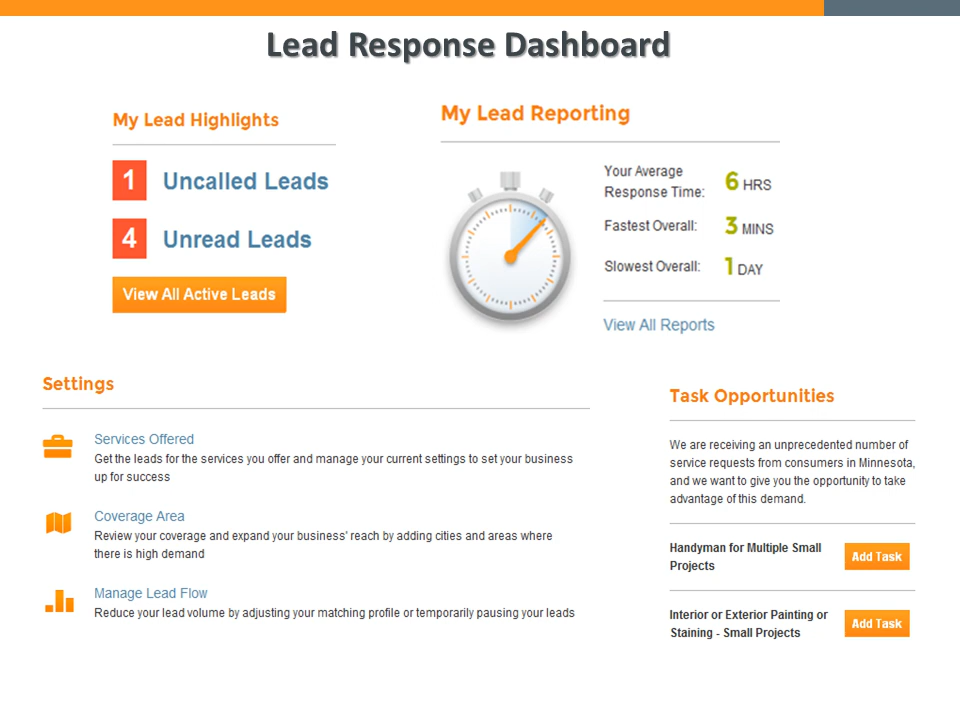 Lead Response Dashboard
My Lead Highlights
1 Uncalled Leads
4 Unread Leads
View All Active Leads
My Lead Reporting
Your Average
Response Time: 6 HRS
Fastest Overall: 3 MINS
Slowest Overall: 1 DAY
View All Reports
Settings
Services Offered
Get the leads for the services you offer and manage your current settings to set your business
up for success
Coverage Area
Review your coverage and expand your business' reach by adding cities and areas where
there is high demand
Manage Lead Flow
Reduce your lead volume by adjusting your matching profile or temporarily pausing your leads
Task Opportunities
We are receiving an unprecedented number of
service requests from consumers in Minnesota,
and we want to give you the opportunity to take
advantage of this demand.
Handyman for Multiple Small
Projects
Add Task
Interior or Exterior Painting or
Staining - Small Projects
Add Task